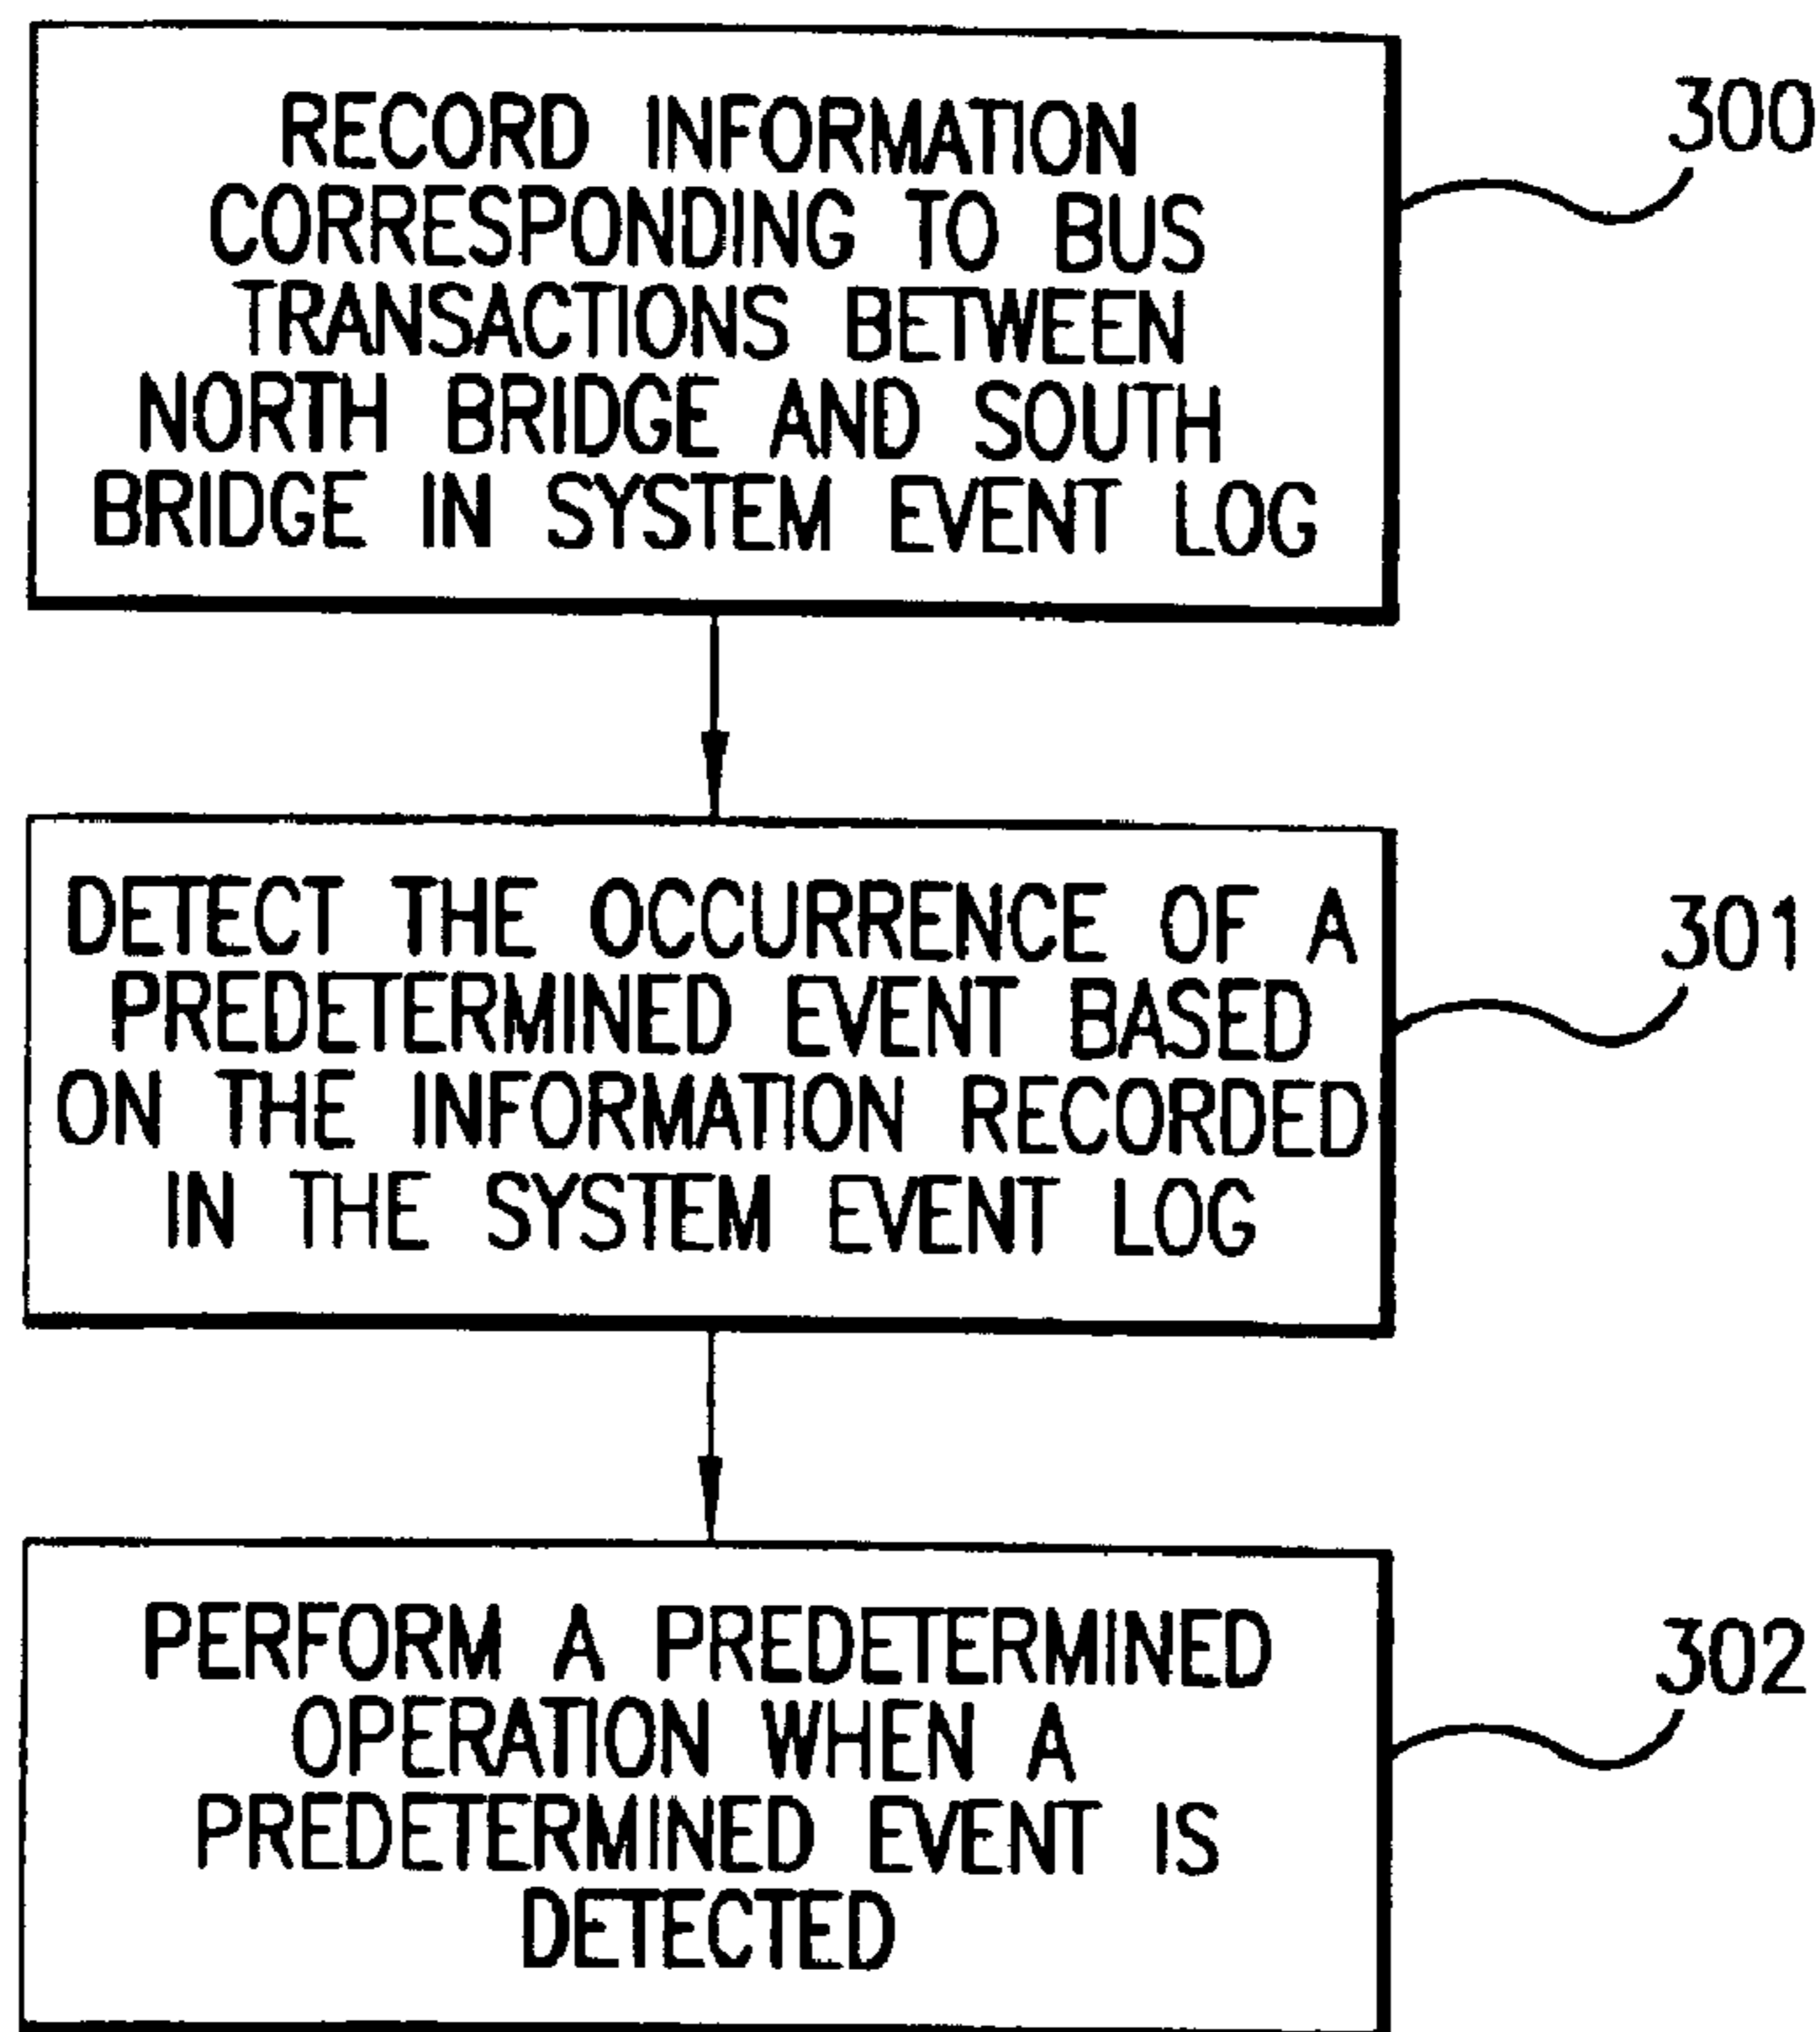 RECORD INFORMATION
CORRESPONDING TO BUS
TRANSACTIONS BETWEEN
NORTH BRIDGE AND SOUTH
BRIDGE IN SYSTEM EVENT LOG
300
DETECT THE OCCURRENCE OF A
PREDETERMINED EVENT BASED
ON THE INFORMATION RECORDED
IN THE SYSTEM EVENT LOG
301
PERFORM A PREDETERMINED
OPERATION WHEN A
PREDETERMINED EVENT IS
DETECTED
302